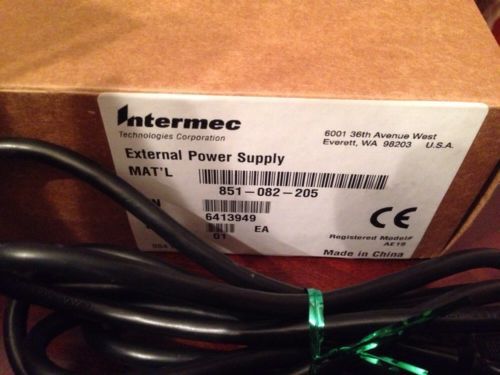 Intermec
Technologies Corporation
6001 36th Avenue West
Everett, WA 98203 U.S.A.
External Power Supply
MAT'L
851-082-205
N
6413949
EA
01
Registered Model#
AE19
Made in China
CE